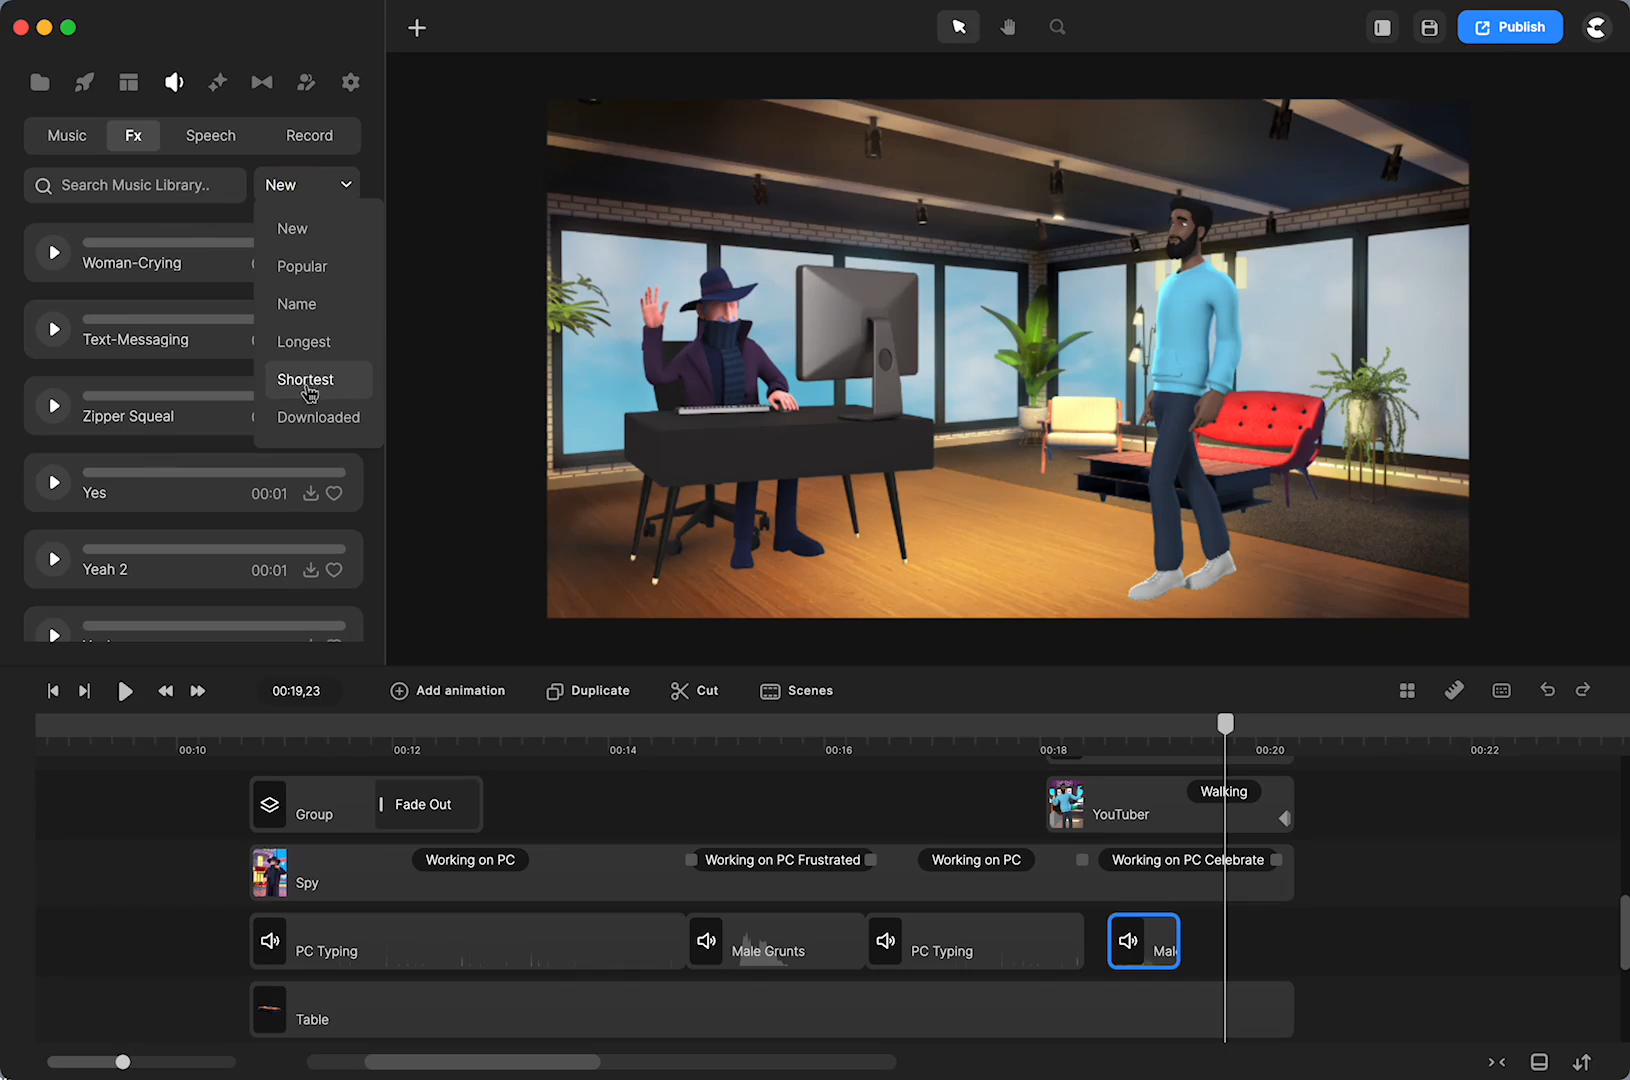 Publish
Music
Fx
Speech
Record
Search Music Library..
New
New
Popular
Name
Longest
Shortest
Downloaded
Woman-Crying
Text-Messaging
Zipper Squeal
Yes
00:01
Yeah 2
00:01
00:19,23
Add animation
Duplicate
Cut
Scenes
00:10
00:12
00:14
00:16
00:18
00:20
00:22
Group
Fade Out
YouTuber
Walking
Spy
Working on PC
Working on PC Frustrated
Working on PC
Working on PC Celebrate
PC Typing
Male Grunts
PC Typing
Mal
Table